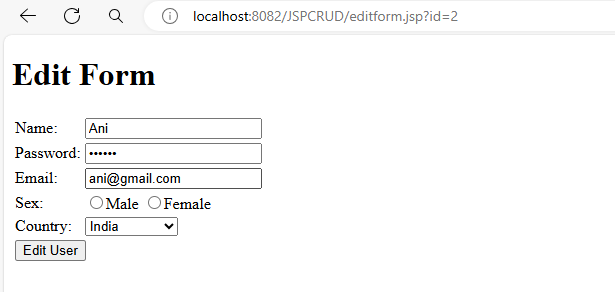 localhost:8082/JSPCRUD/editform.jsp?id=2
Edit Form
Name: Ani
Password: ••••••
Email: ani@gmail.com
Sex: Male Female
Country: India
Edit User